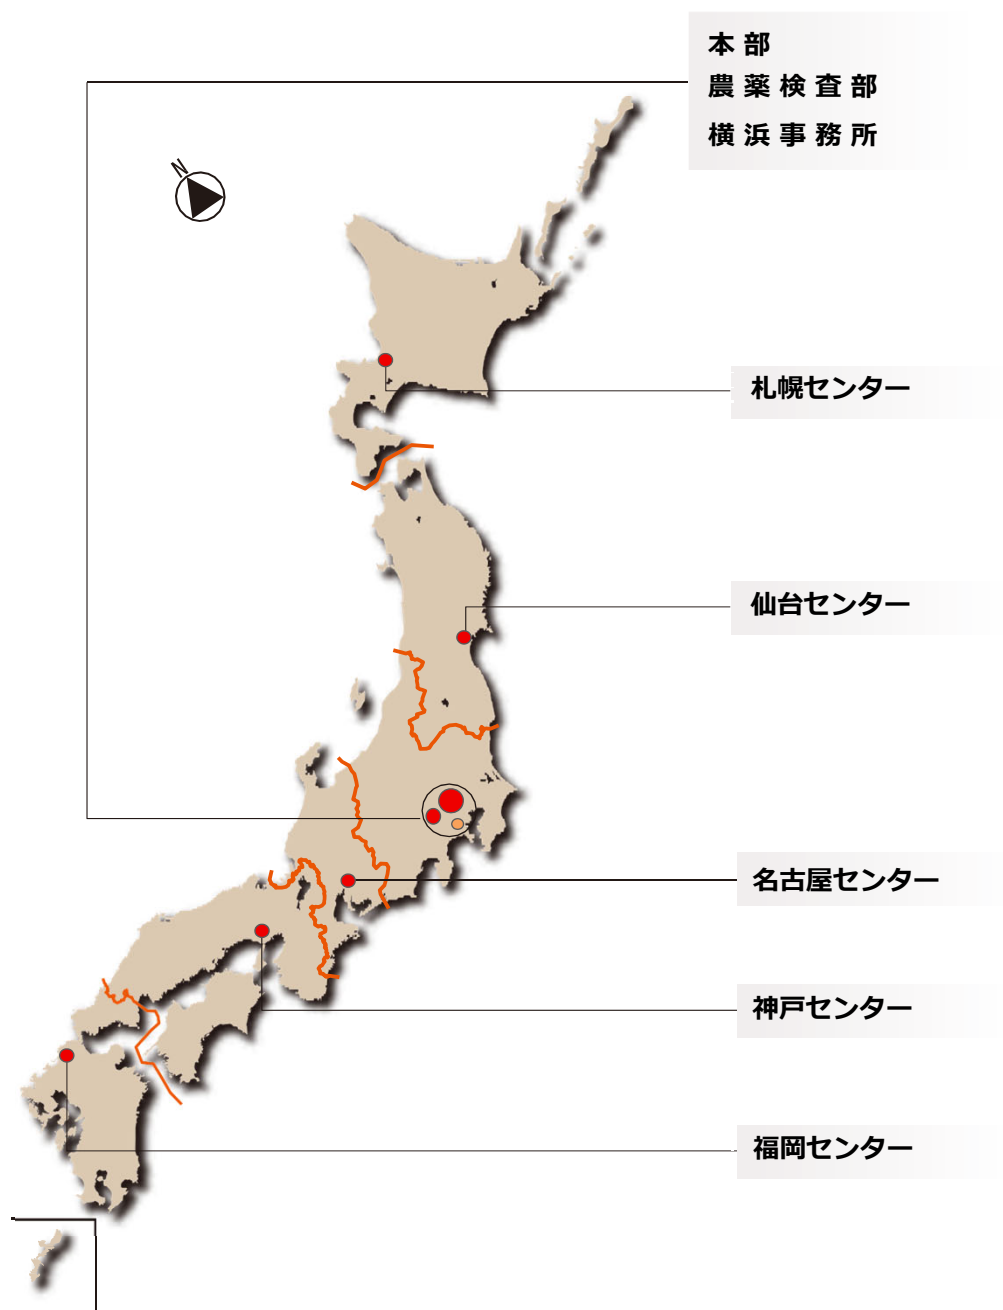 本部
農薬検査部
横浜事務所
N
札幌センター
仙台センター
名古屋センター
神戸センター
福岡センター